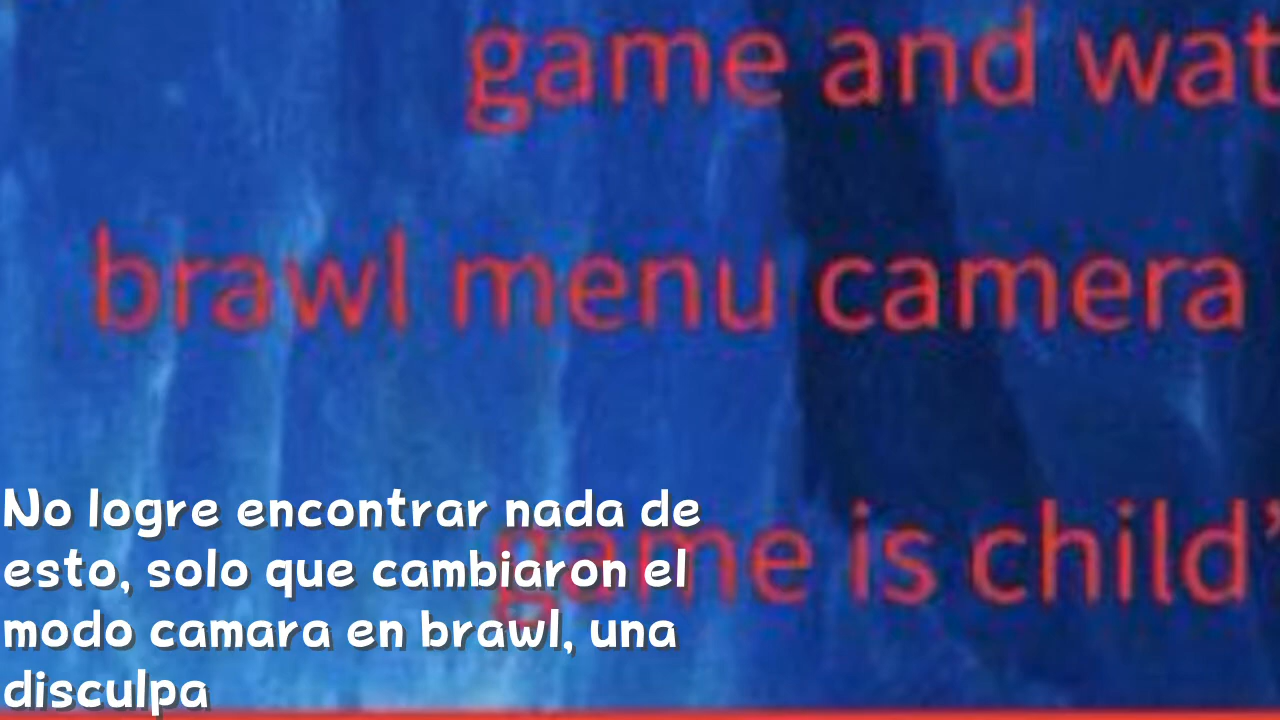 game and wat
brawl menu camera
game is child'
No logre encontrar nada de
esto, solo que cambiaron el
modo camara en brawl, una
disculpa